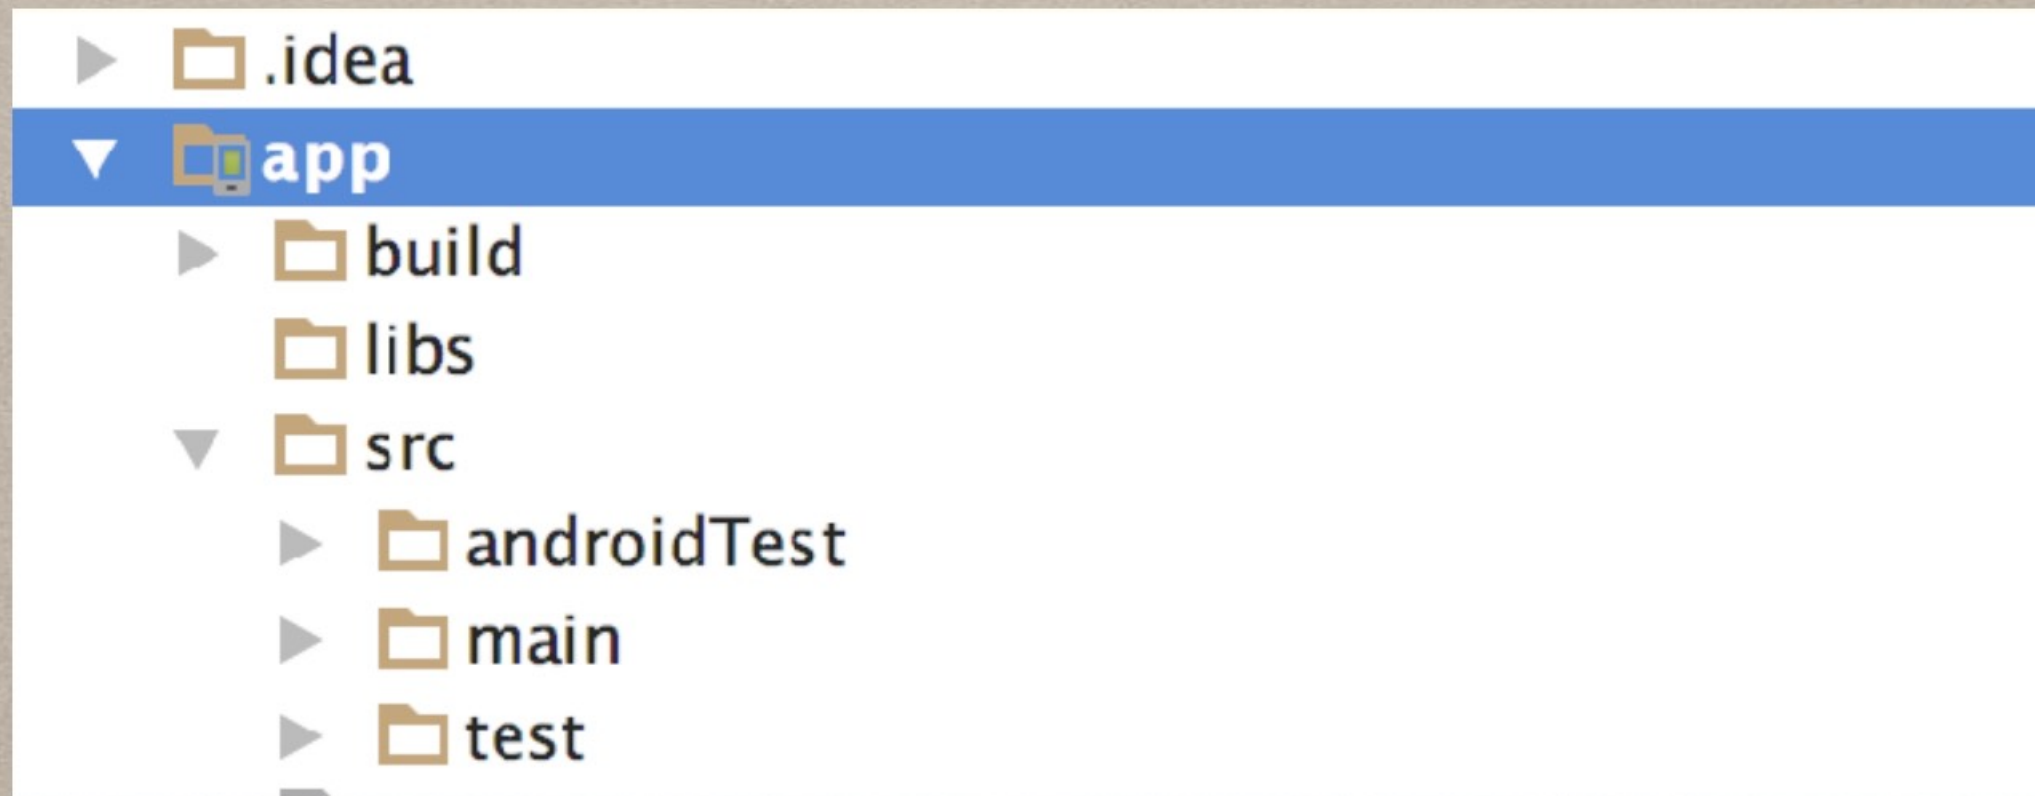 .idea
app
build
libs
src
androidTest
main
test